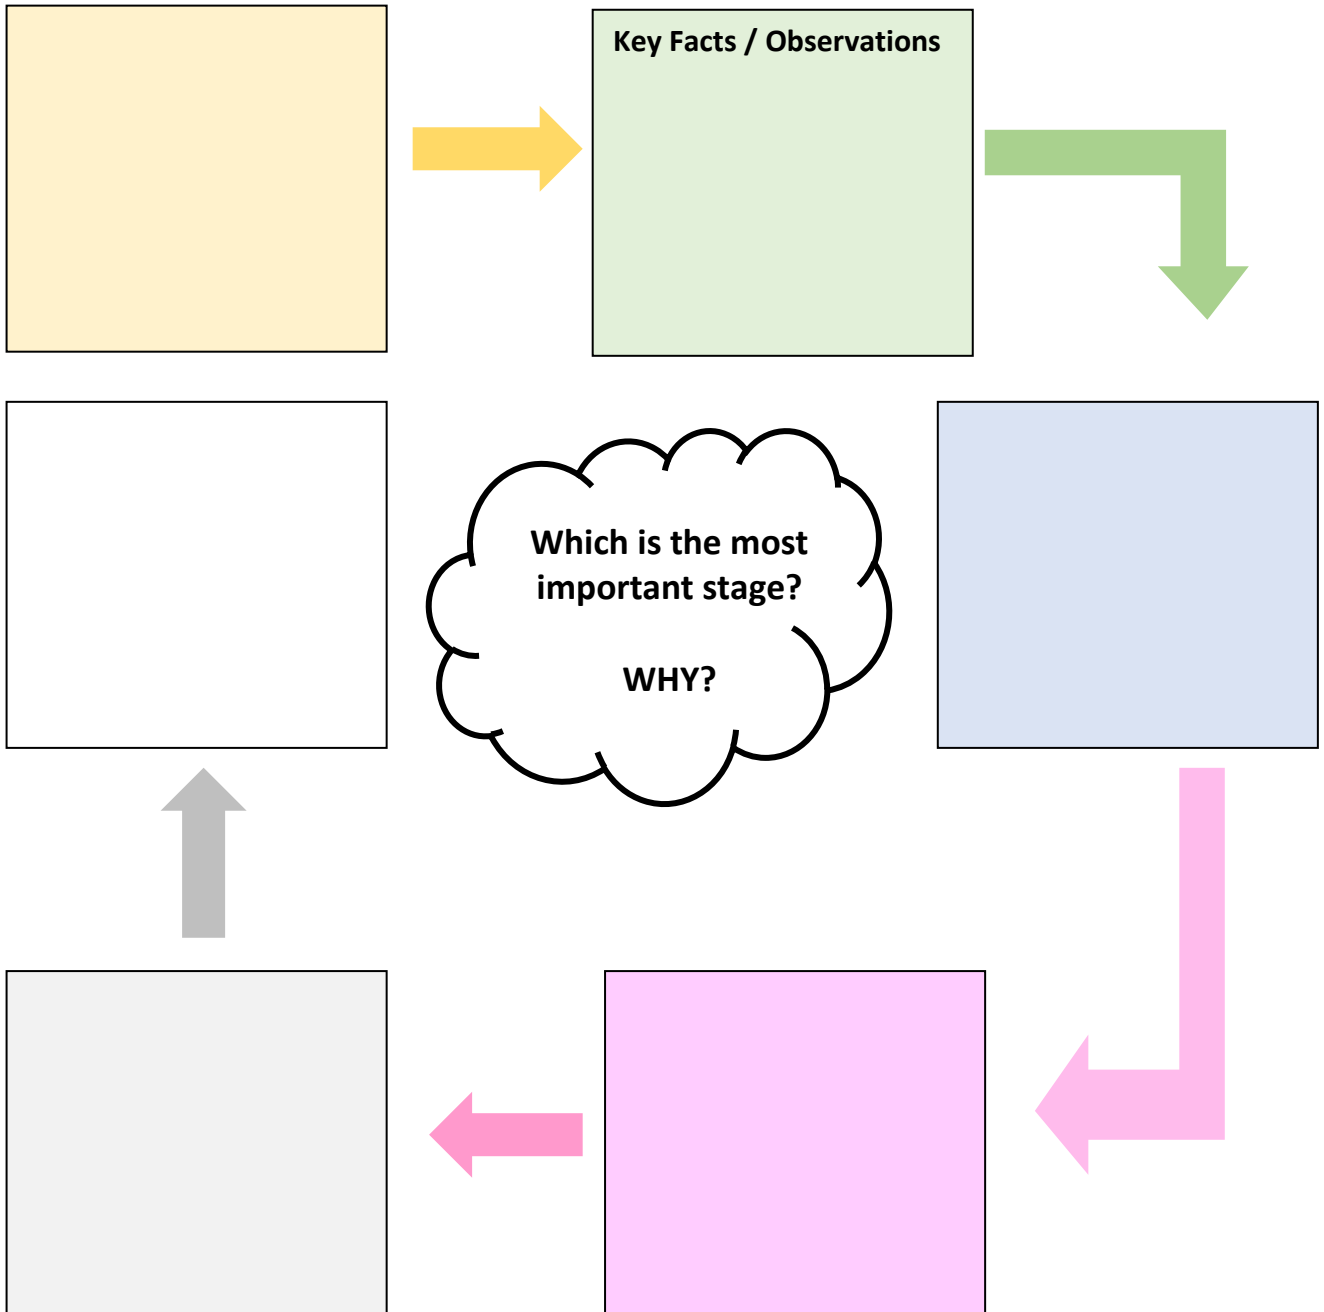 Key Facts / Observations
Which is the most
important stage?
WHY?